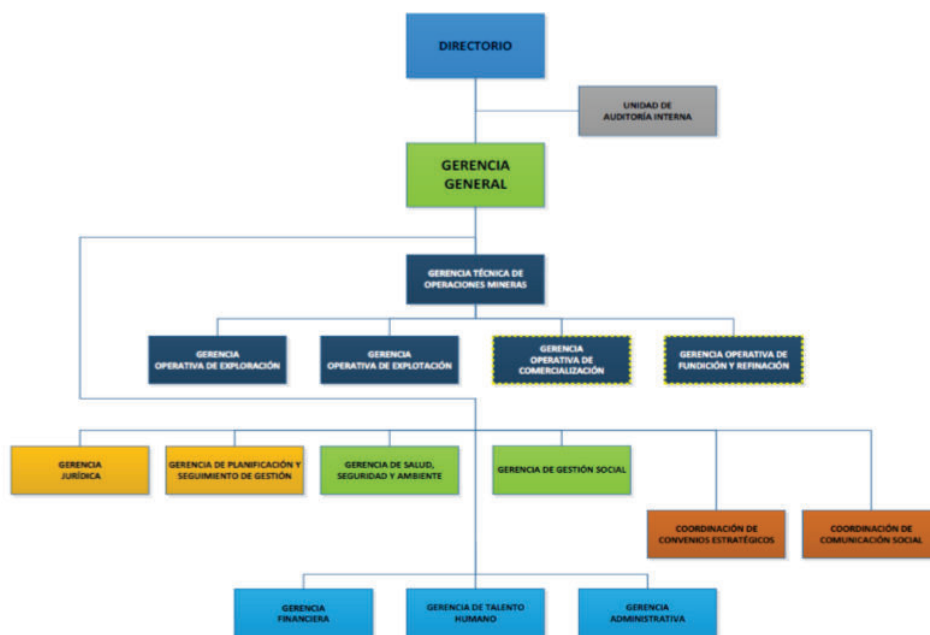 DIRECTORIO
UNIDAD DE
AUDITORÍA INTERNA
GERENCIA
GENERAL
GERENCIA TÉCNICA DE
OPERACIONES MINERAS
GERENCIA
OPERATIVA DE EXPLORACIÓN
GERENCIA
OPERATIVA DE EXPLOTACIÓN
GERENCIA
OPERATIVA DE
COMERCIALIZACIÓN
GERENCIA OPERATIVA DE
FUNDICIÓN Y REFINACIÓN
GERENCIA
JURÍDICA
GERENCIA DE PLANIFICACIÓN Y
SEGUIMIENTO DE GESTIÓN
GERENCIA DE SALUD,
SEGURIDAD Y AMBIENTE
GERENCIA DE GESTIÓN SOCIAL
COORDINACIÓN DE
CONVENIOS ESTRATÉGICOS
COORDINACIÓN DE
COMUNICACIÓN SOCIAL
GERENCIA
FINANCIERA
GERENCIA DE TALENTO
HUMANO
GERENCIA
ADMINISTRATIVA